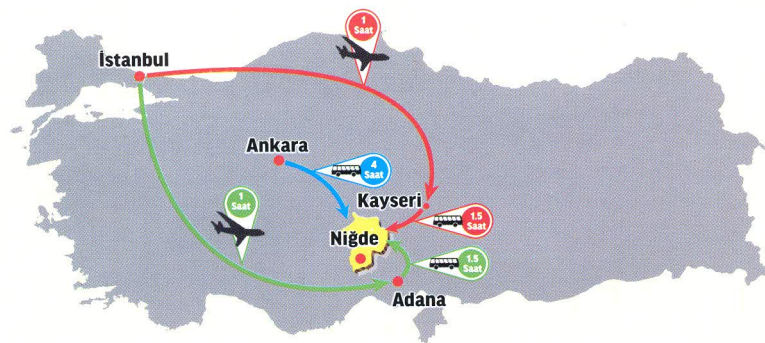 1
Saat
İstanbul
Ankara
4
Saat
1
Saat
Kayseri
1.5
Saat
Niğde
1.5
Saat
Adana